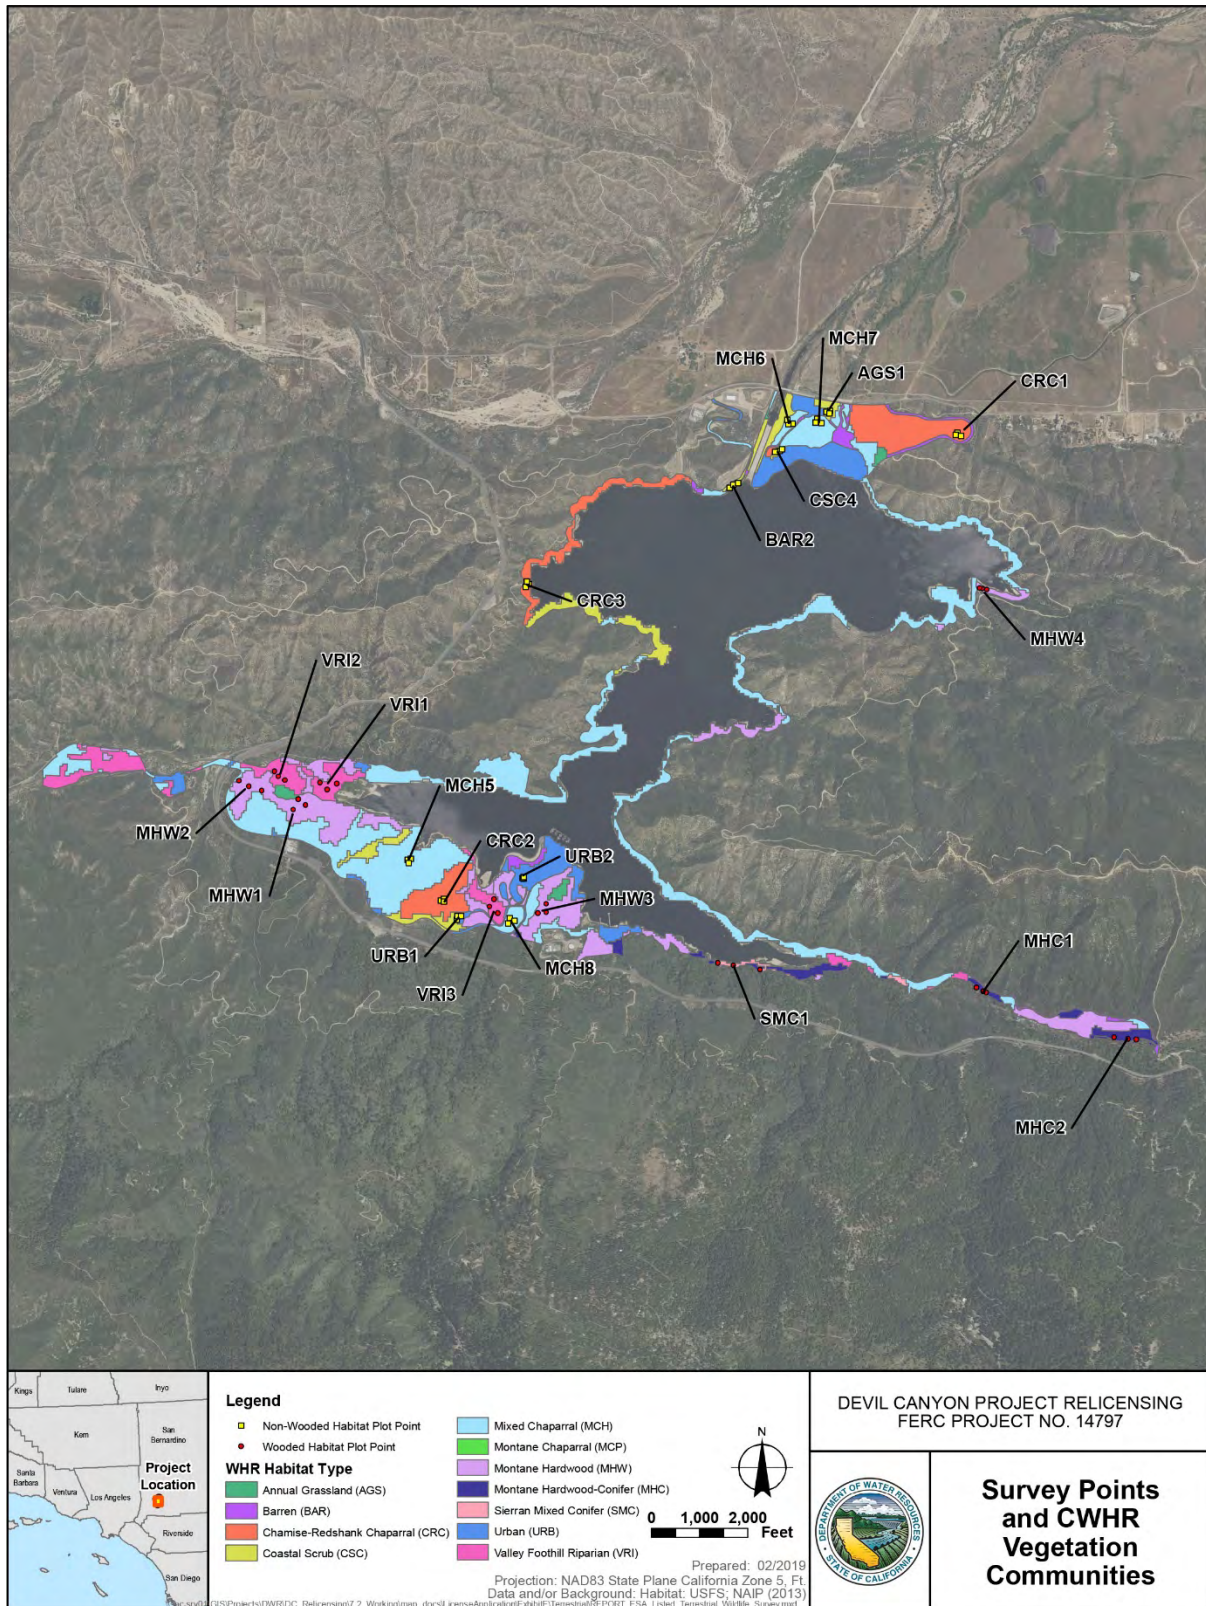 MCH7
MCH6
AGS1
CRC1
CSC4
BAR2
CRC3
MHW4
VRI2
VRI1
MCH5
MHW2
CRC2
URB2
MHW1
MHW3
URB1
MCH8
VRI3
MHC1
SMC1
MHC2
Kings
Tulare
Inyo
Kern
San
Bernardino
Santa
Barbara
Ventura
Los Angeles
Project
Location
Riverside
San Diego
Legend
Non-Wooded Habitat Plot Point
Wooded Habitat Plot Point
WHR Habitat Type
Annual Grassland (AGS)
Barren (BAR)
Chamise-Redshank Chaparral (CRC)
Coastal Scrub (CSC)
Mixed Chaparral (MCH)
Montane Chaparral (MCP)
Montane Hardwood (MHW)
Montane Hardwood-Conifer (MHC)
Sierran Mixed Conifer (SMC)
Urban (URB)
Valley Foothill Riparian (VRI)
N
0 1,000 2,000
Feet
Prepared: 02/2019
Projection: NAD83 State Plane California Zone 5, Ft.
Data and/or Background: Habitat: USFS; NAIP (2013)
DEVIL CANYON PROJECT RELICENSING
FERC PROJECT NO. 14797
DEPARTMENT OF WATER RESOURCES
STATE OF CALIFORNIA
Survey Points
and CWHR
Vegetation
Communities